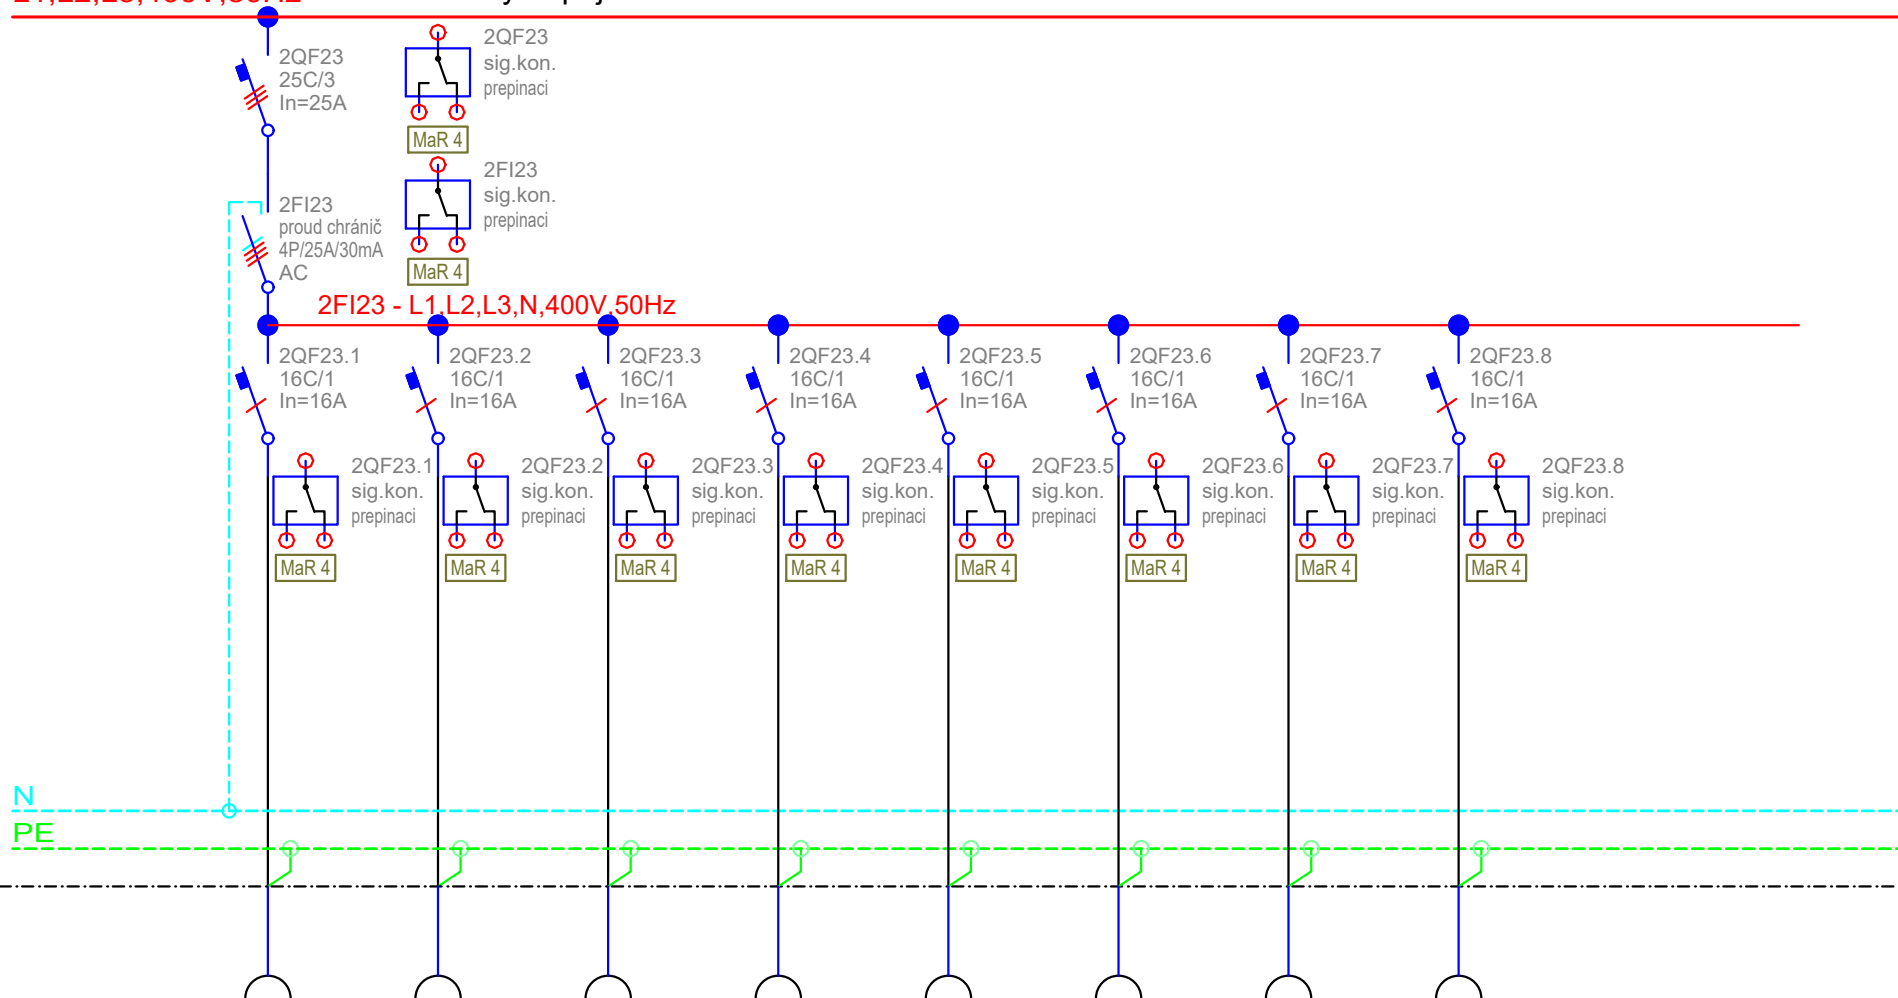 2QF23
25C/3
In=25A
2QF23
sig.kon.
prepinaci
MaR 4
2FI23
proud chránič
4P/25A/30mA
AC
2FI23
sig.kon.
prepinaci
MaR 4
2FI23 - L1,L2,L3,N,400V,50Hz
2QF23.1
16C/1
In=16A
2QF23.2
16C/1
In=16A
2QF23.3
16C/1
In=16A
2QF23.4
16C/1
In=16A
2QF23.5
16C/1
In=16A
2QF23.6
16C/1
In=16A
2QF23.7
16C/1
In=16A
2QF23.8
16C/1
In=16A
2QF23.1
sig.kon.
prepinaci
MaR 4
2QF23.2
sig.kon.
prepinaci
MaR 4
2QF23.3
sig.kon.
prepinaci
MaR 4
2QF23.4
sig.kon.
prepinaci
MaR 4
2QF23.5
sig.kon.
prepinaci
MaR 4
2QF23.6
sig.kon.
prepinaci
MaR 4
2QF23.7
sig.kon.
prepinaci
MaR 4
2QF23.8
sig.kon.
prepinaci
MaR 4
N
PE